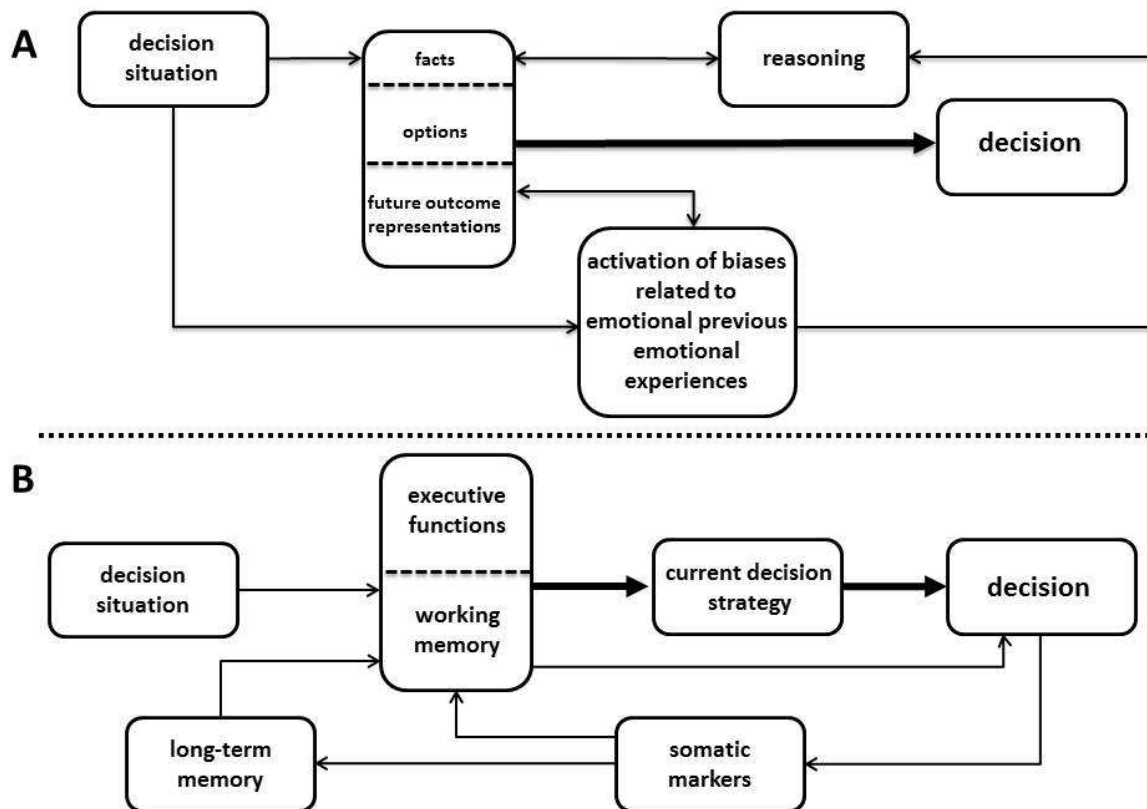 A
decision
situation
facts
options
future outcome
representations
reasoning
decision
activation of biases
related to
emotional previous
emotional
experiences
B
decision
situation
executive
functions
working
memory
current decision
strategy
decision
long-term
memory
somatic
markers